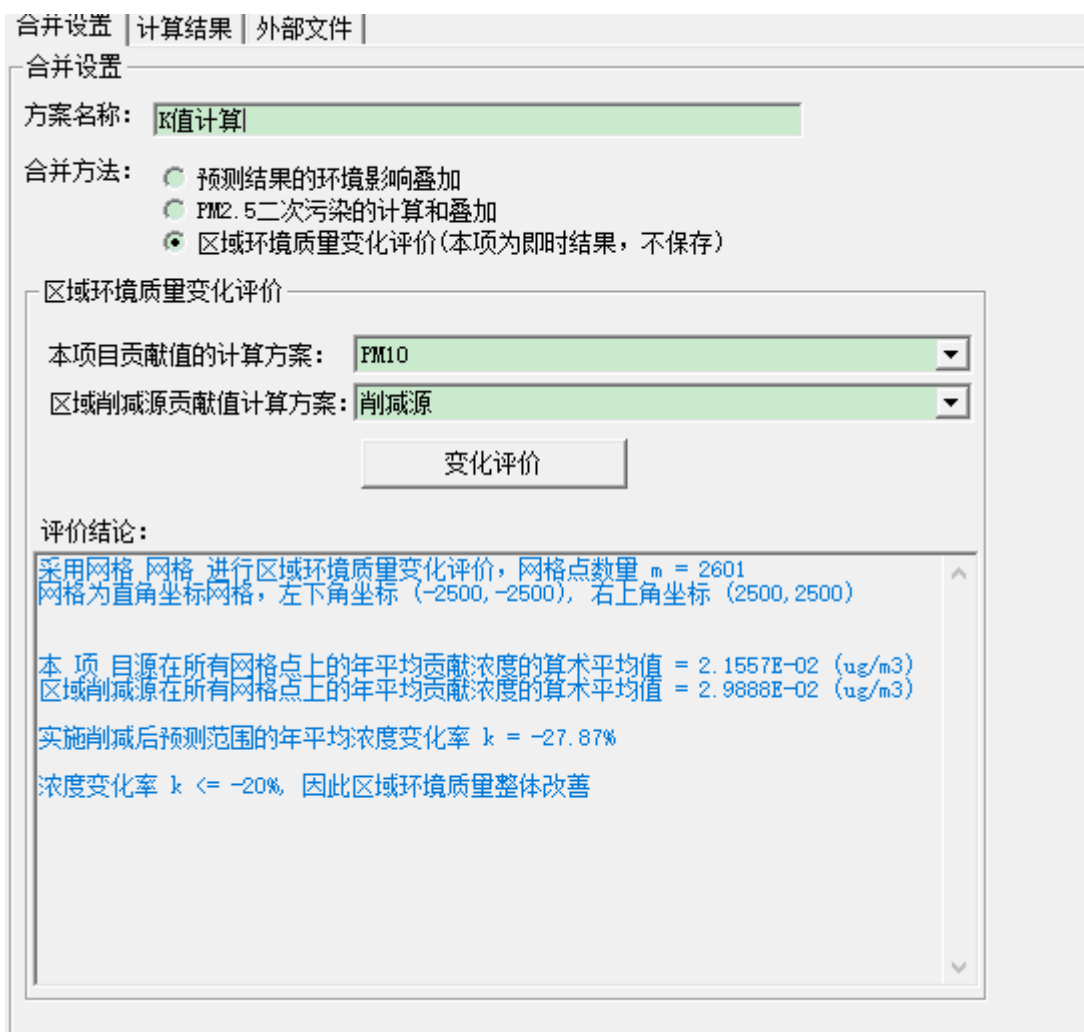 合并设置 计算结果 外部文件
合并设置
方案名称: K值计算
合并方法: 预测结果的环境影响叠加
PM2.5二次污染的计算和叠加
区域环境质量变化评价(本项为即时结果，不保存)
区域环境质量变化评价
本项目贡献值的计算方案: PM10
区域削减源贡献值计算方案: 削减源
变化评价
评价结论:
采用网格 网格 进行区域环境质量变化评价，网格点数量 m = 2601
网格为直角坐标网格，左下角坐标 (-2500,-2500), 右上角坐标 (2500,2500)
本 项 目源在所有网格点上的年平均贡献浓度的算术平均值 = 2.1557E-02 (ug/m3)
区域削减源在所有网格点上的年平均贡献浓度的算术平均值 = 2.9888E-02 (ug/m3)
实施削减后预测范围的年平均浓度变化率 k = -27.87%
浓度变化率 k <= -20%, 因此区域环境质量整体改善